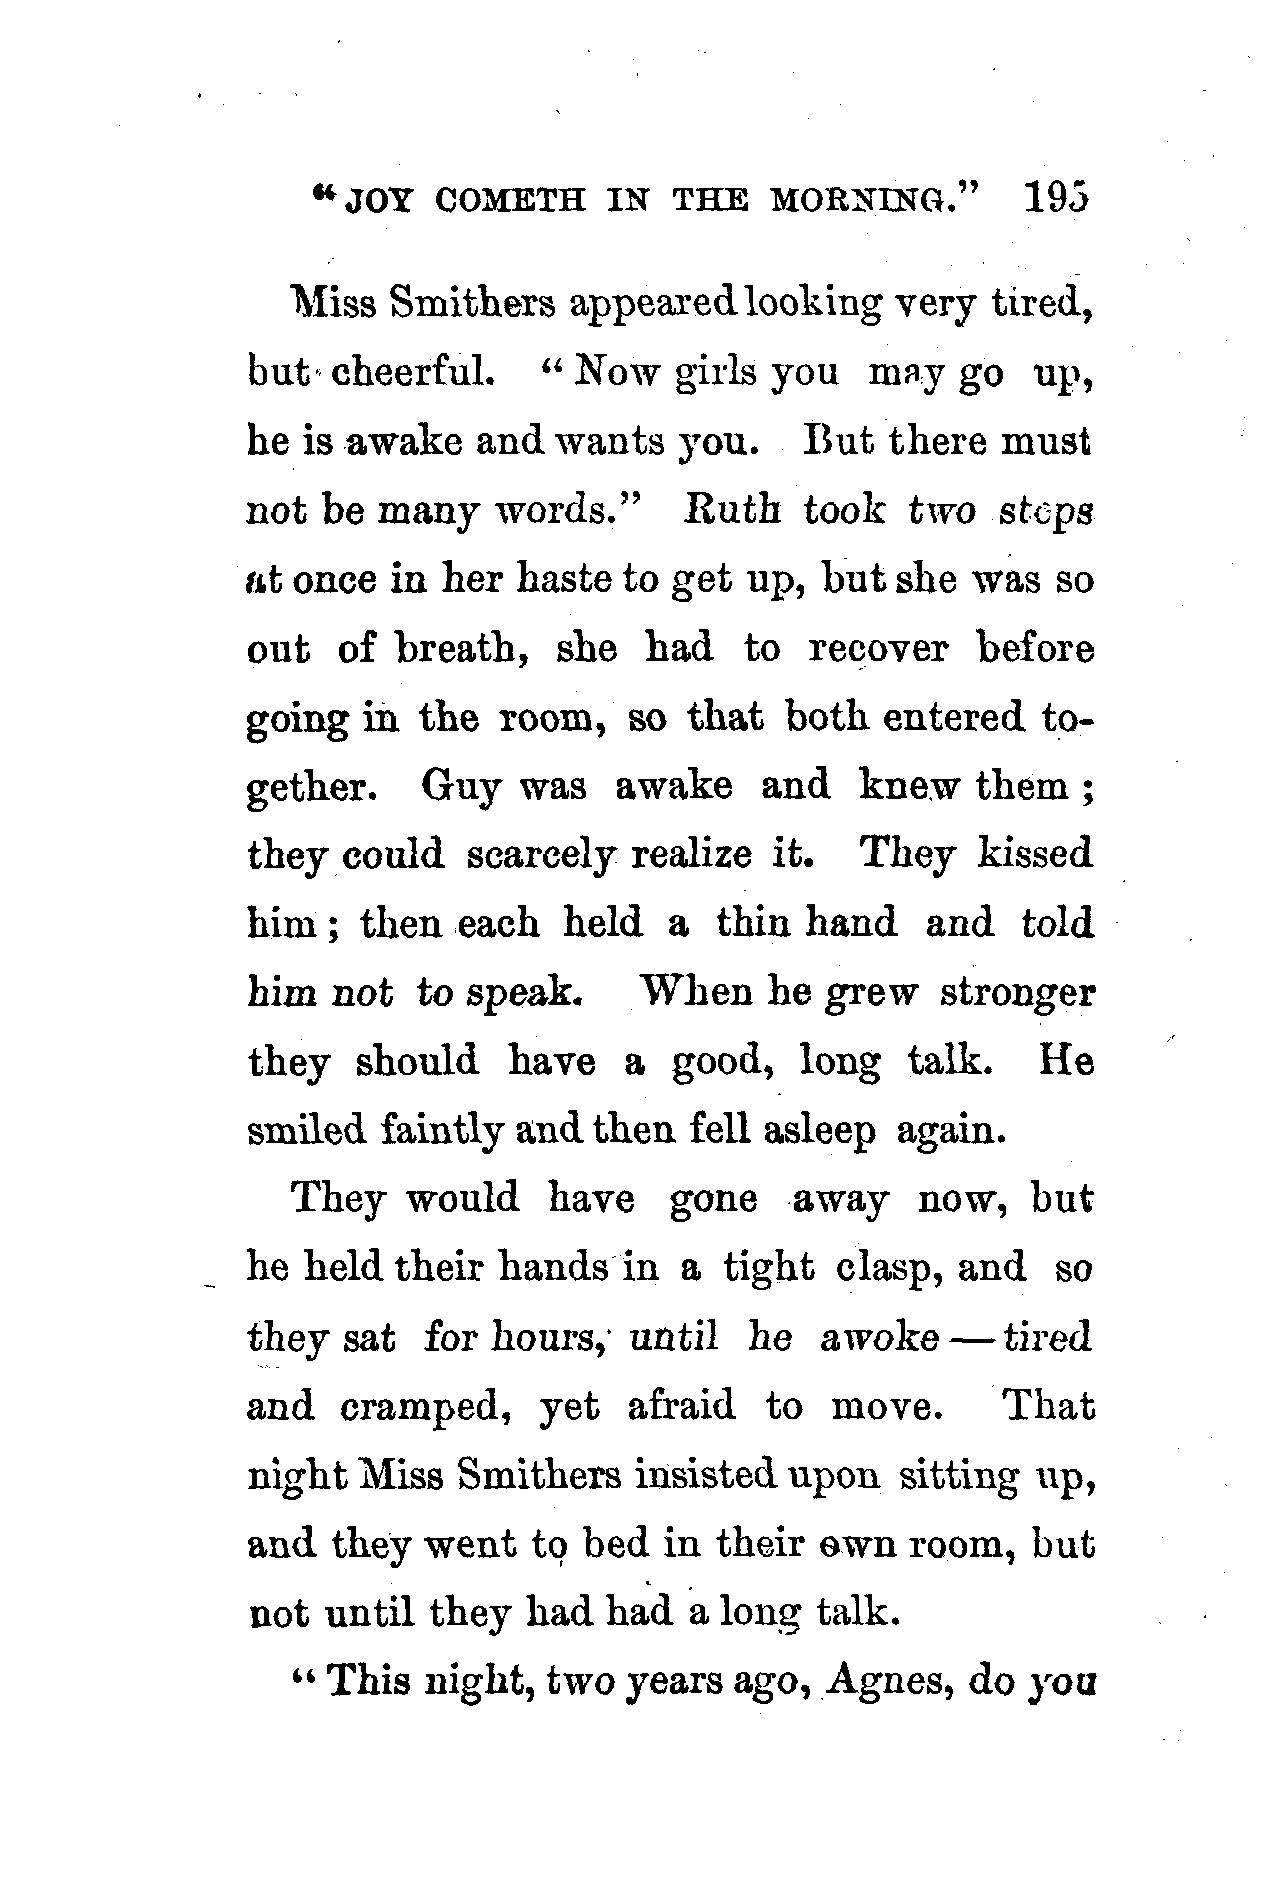 “ JOY COMETH IN THE MORNING.” 195
Miss Smithers appeared looking very tired,
but cheerful. “ Now girls you may go up,
he is awake and wants you. But there must
not be many words.” Ruth took two steps
at once in her haste to get up, but she was so
out of breath, she had to recover before
going in the room, so that both entered to-
gether. Guy was awake and knew them ;
they could scarcely realize it. They kissed
him ; then each held a thin hand and told
him not to speak. When he grew stronger
they should have a good, long talk. He
smiled faintly and then fell asleep again.
They would have gone away now, but
he held their hands in a tight clasp, and so
they sat for hours, until he awoke — tired
and cramped, yet afraid to move. That
night Miss Smithers insisted upon sitting up,
and they went to bed in their own room, but
not until they had had a long talk.
“ This night, two years ago, Agnes, do you